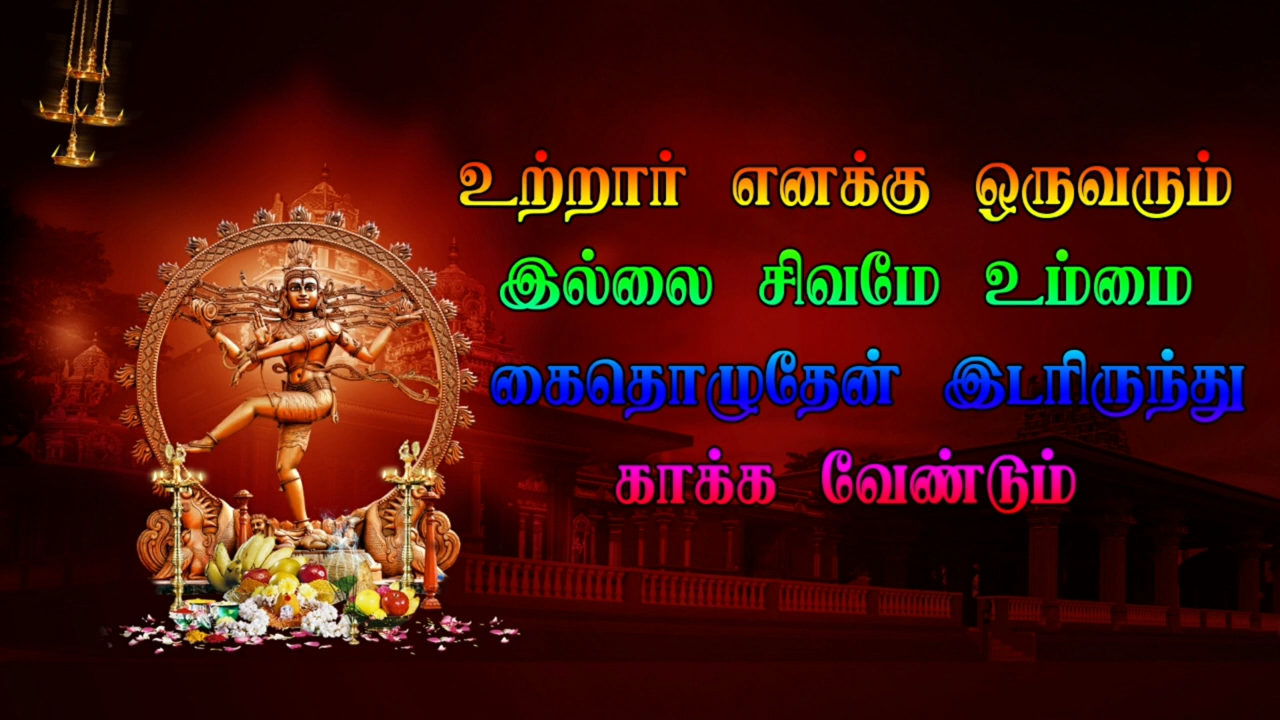 உற்றார் எனக்கு ஒருவரும்
இல்லை சிவமே உம்மை
கைதொழுதேன் இடரிருந்து
காக்க வேண்டும்